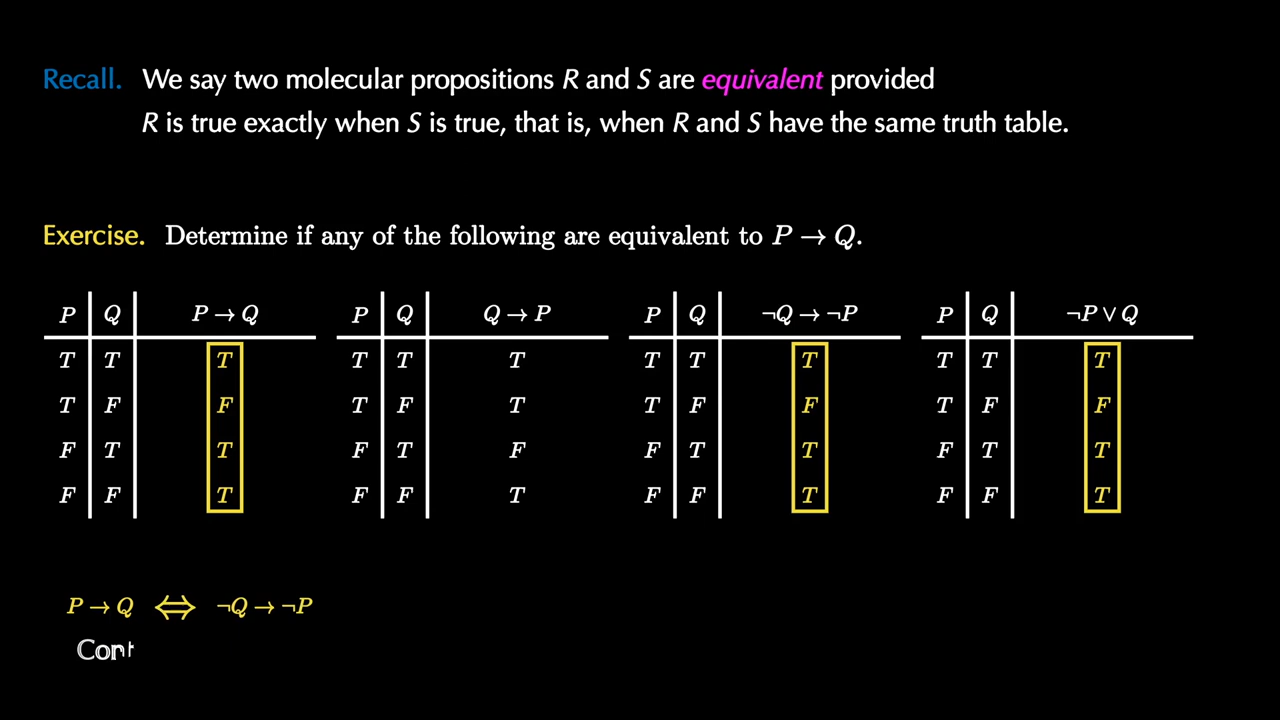 Recall. We say two molecular propositions R and S are equivalent provided
R is true exactly when S is true, that is, when R and S have the same truth table.
Exercise. Determine if any of the following are equivalent to P → Q.
P Q P → Q P Q Q → P P Q ¬Q → ¬P P Q ¬P ∨ Q
T T T T T T T T T T T T
T F F T F T T F F T F F
F T T F T F F T T F T T
F F T F F T F F T F F T
P → Q ⇔ ¬Q → ¬P
Cont